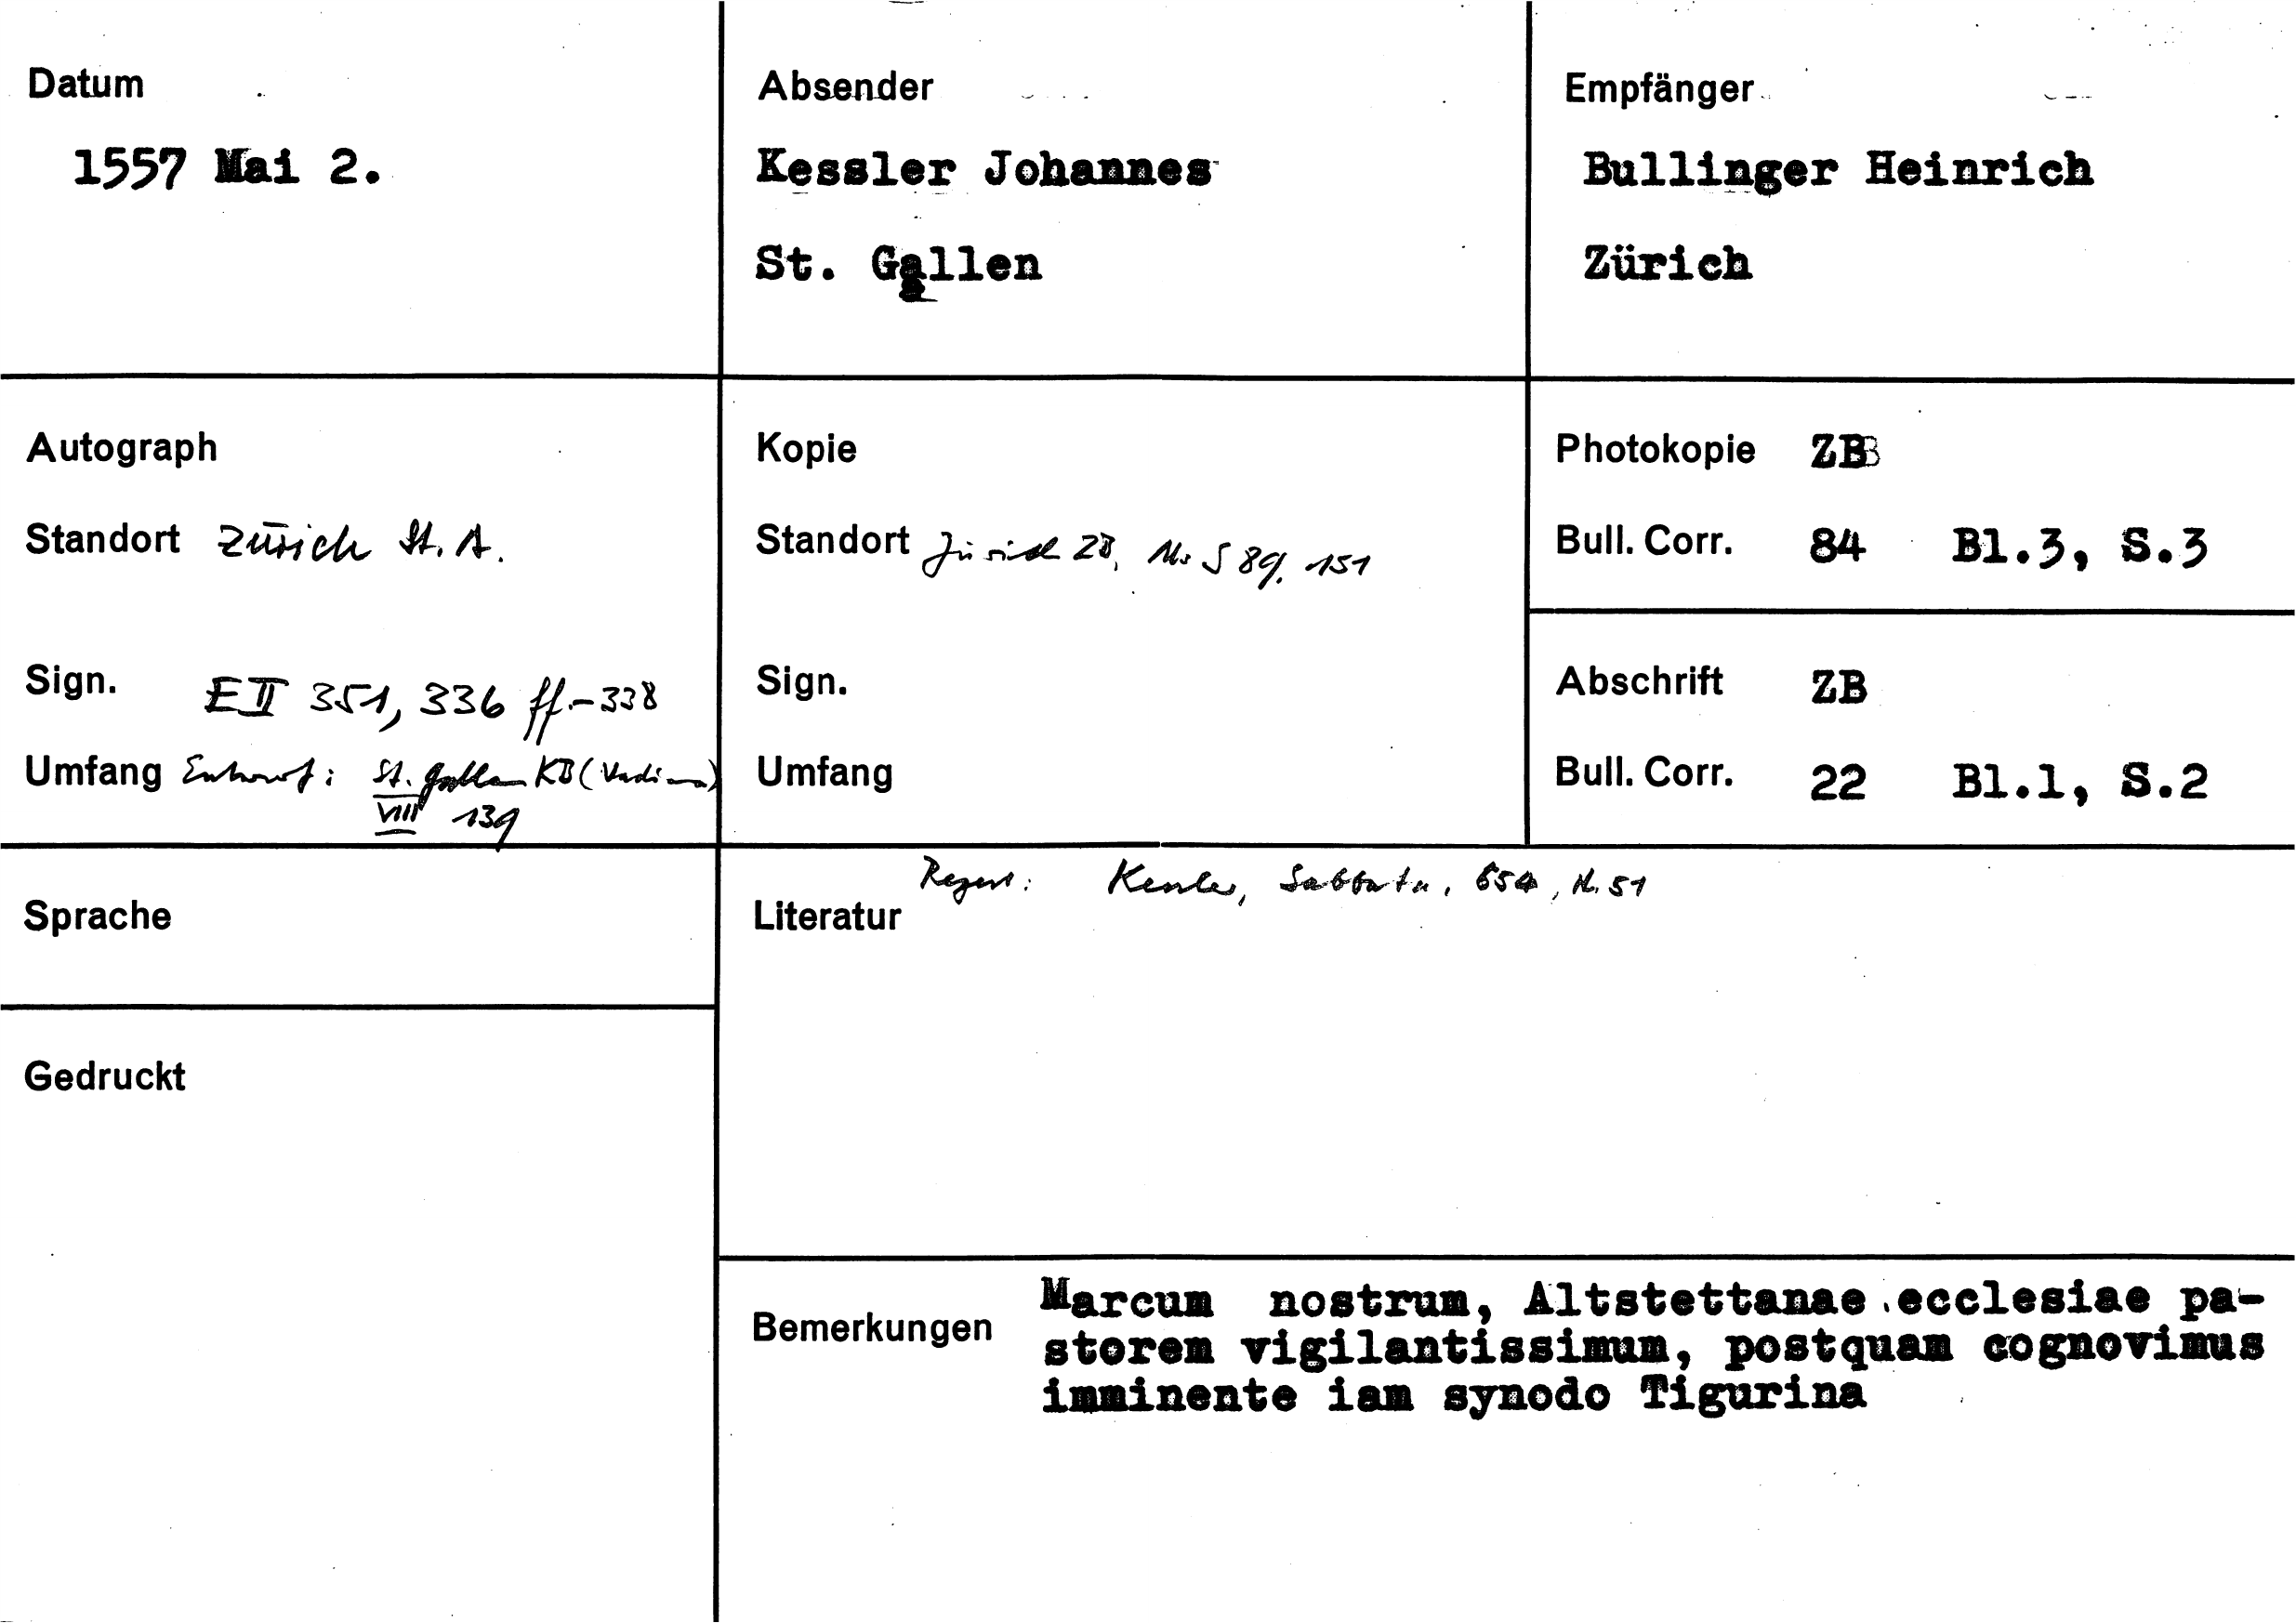 Datum
1557 Mai 2.
Absender
Kessler Johannes
St. Gallen
Empfänger
Bullinger Heinrich
Zürich
Autograph
Standort Zürich St. A.
Sign. E II 351, 336 ff.-338
Umfang Entwurf: St. Gallen KB (Vadiana)
VIII 139
Kopie
Standort Zürich ZB, Ms S 89, 151
Sign.
Umfang
Photokopie ZB
Bull. Corr. 84 Bl.3, S.3
Abschrift ZB
Bull. Corr. 22 Bl.1, S.2
Sprache
Gedruckt
Regest: Kessler, Sabbata, 654, N. 51
Literatur
Bemerkungen
Marcum nostrum, Altstettanae ecclesiae pa-
storem vigilantissimum, postquam cognovimus
imminente iam synodo Tigurina